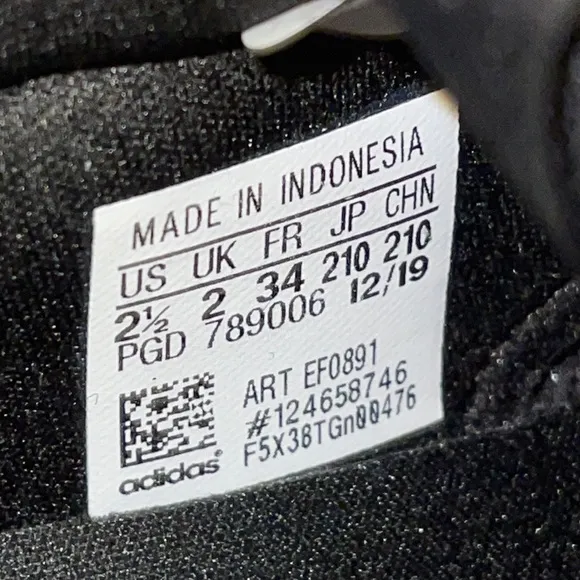 MADE IN INDONESIA
US UK FR JP CHN
2½ 2 34 210 210
PGD 789006 12/19
ART EF0891
#124658746
F5X38TGn00476
adidas